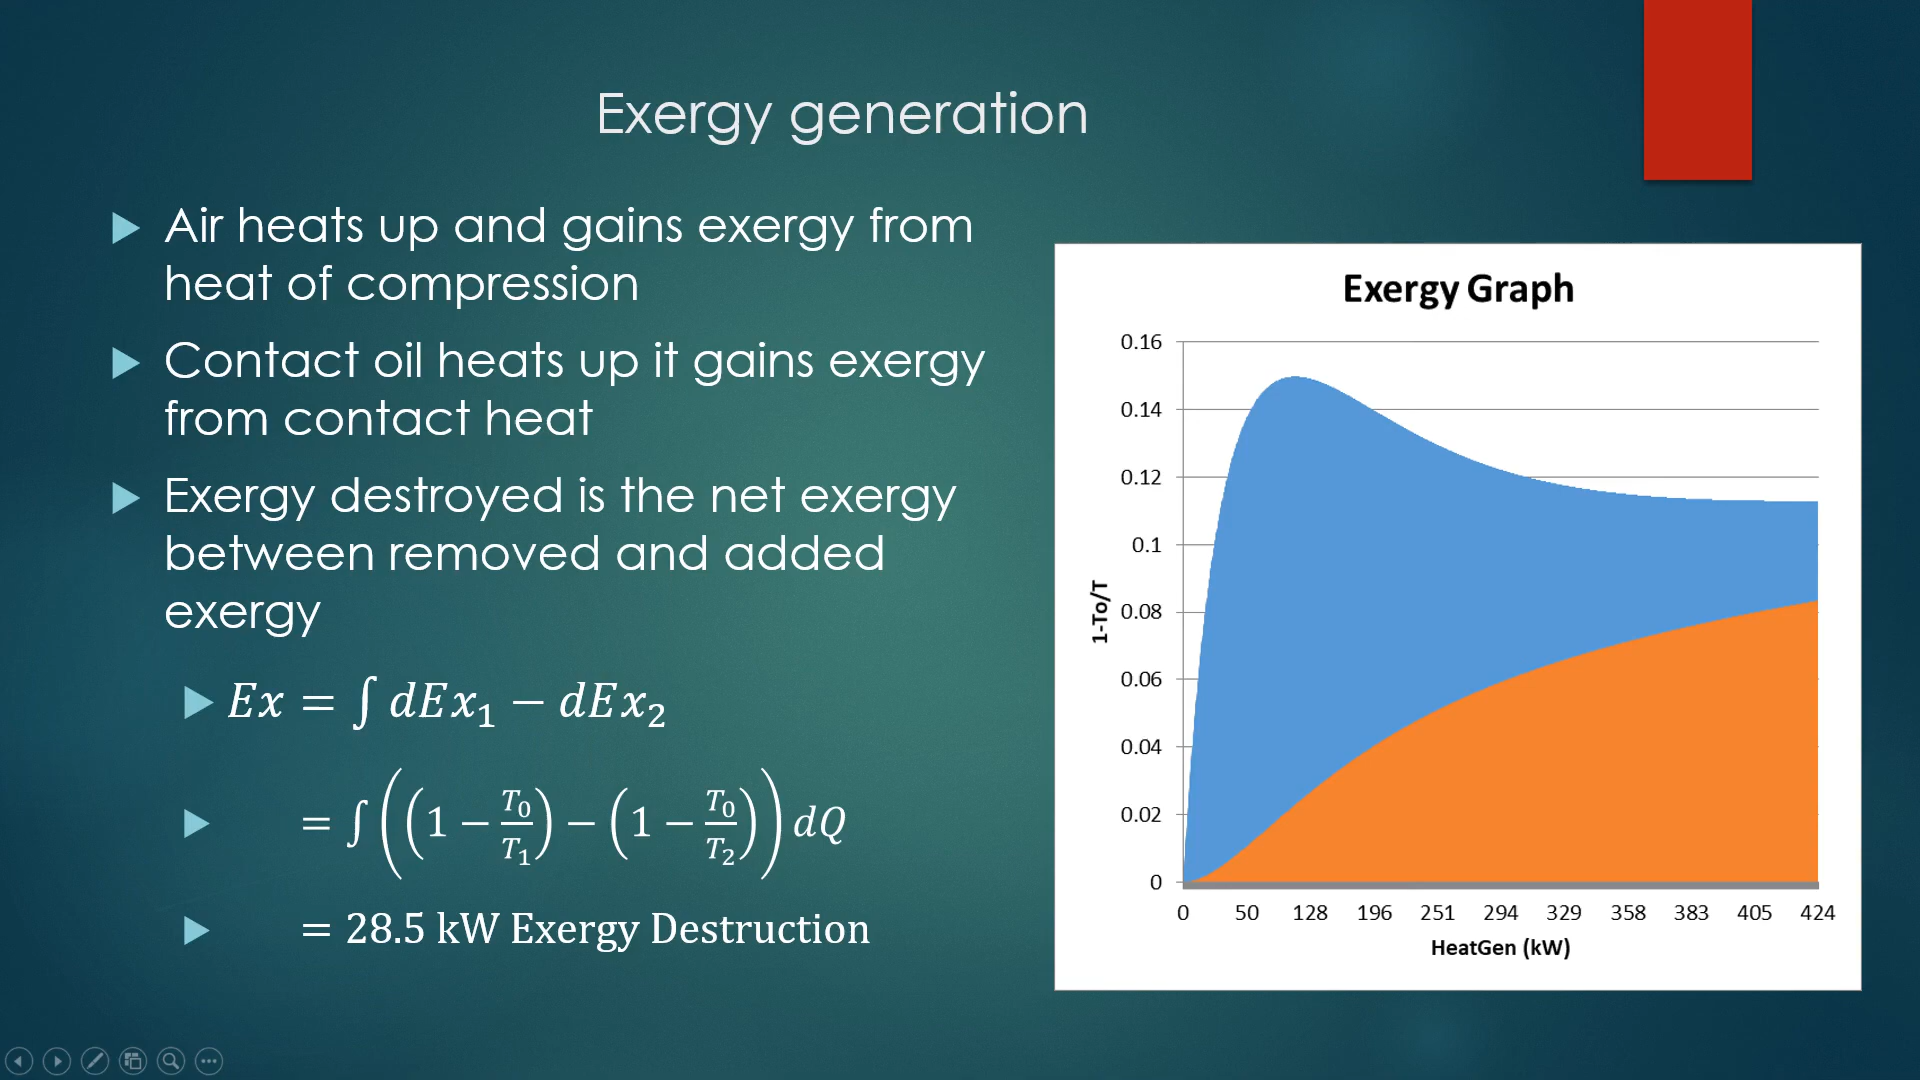 Exergy generation
Air heats up and gains exergy from
heat of compression
Contact oil heats up it gains exergy
from contact heat
Exergy destroyed is the net exergy
between removed and added
exergy
Ex = ∫ dEx₁ − dEx₂
= ∫ ((1 − T₀/T₁) − (1 − T₀/T₂)) dQ
= 28.5 kW Exergy Destruction
Exergy Graph
0.16
0.14
0.12
0.1
0.08
0.06
0.04
0.02
0
1-To/T
0 50 128 196 251 294 329 358 383 405 424
HeatGen (kW)